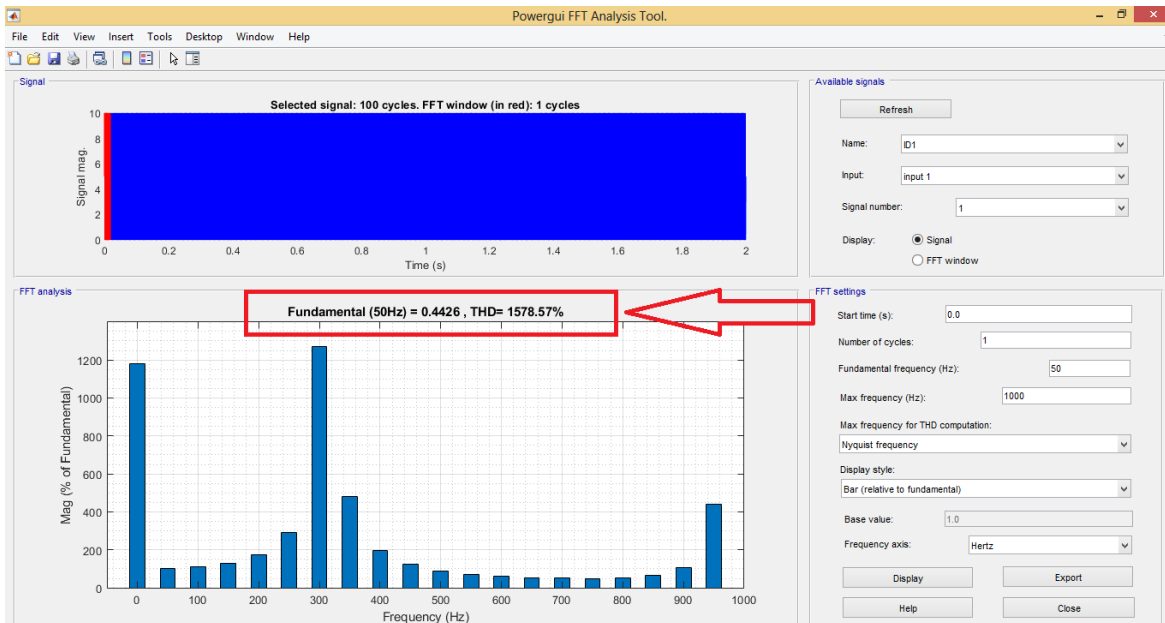 Powergui FFT Analysis Tool.
File Edit View Insert Tools Desktop Window Help
Signal
Selected signal: 100 cycles. FFT window (in red): 1 cycles
10
8
6
4
2
0
Signal mag.
0 0.2 0.4 0.6 0.8 1 1.2 1.4 1.6 1.8 2
Time (s)
FFT analysis
Fundamental (50Hz) = 0.4426 , THD= 1578.57%
1200
1000
800
600
400
200
0
Mag (% of Fundamental)
0 100 200 300 400 500 600 700 800 900 1000
Frequency (Hz)
Available signals
Refresh
Name: ID1
Input: input 1
Signal number: 1
Display: Signal
FFT window
FFT settings
Start time (s): 0.0
Number of cycles: 1
Fundamental frequency (Hz): 50
Max frequency (Hz): 1000
Max frequency for THD computation:
Nyquist frequency
Display style:
Bar (relative to fundamental)
Base value: 1.0
Frequency axis: Hertz
Display Export
Help Close